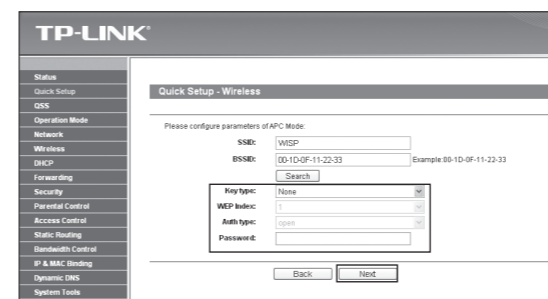 TP-LINK®
Status
Quick Setup
QSS
Operation Mode
Network
Wireless
DHCP
Forwarding
Security
Parental Control
Access Control
Static Routing
Bandwidth Control
IP & MAC Binding
Dynamic DNS
System Tools
Quick Setup - Wireless
Please configure parameters of APC Mode:
SSID: WISP
BSSID: 00-1D-0F-11-22-33 Example:00-1D-0F-11-22-33
Search
Key type: None
WEP Index: 1
Auth type: open
Password:
Back Next